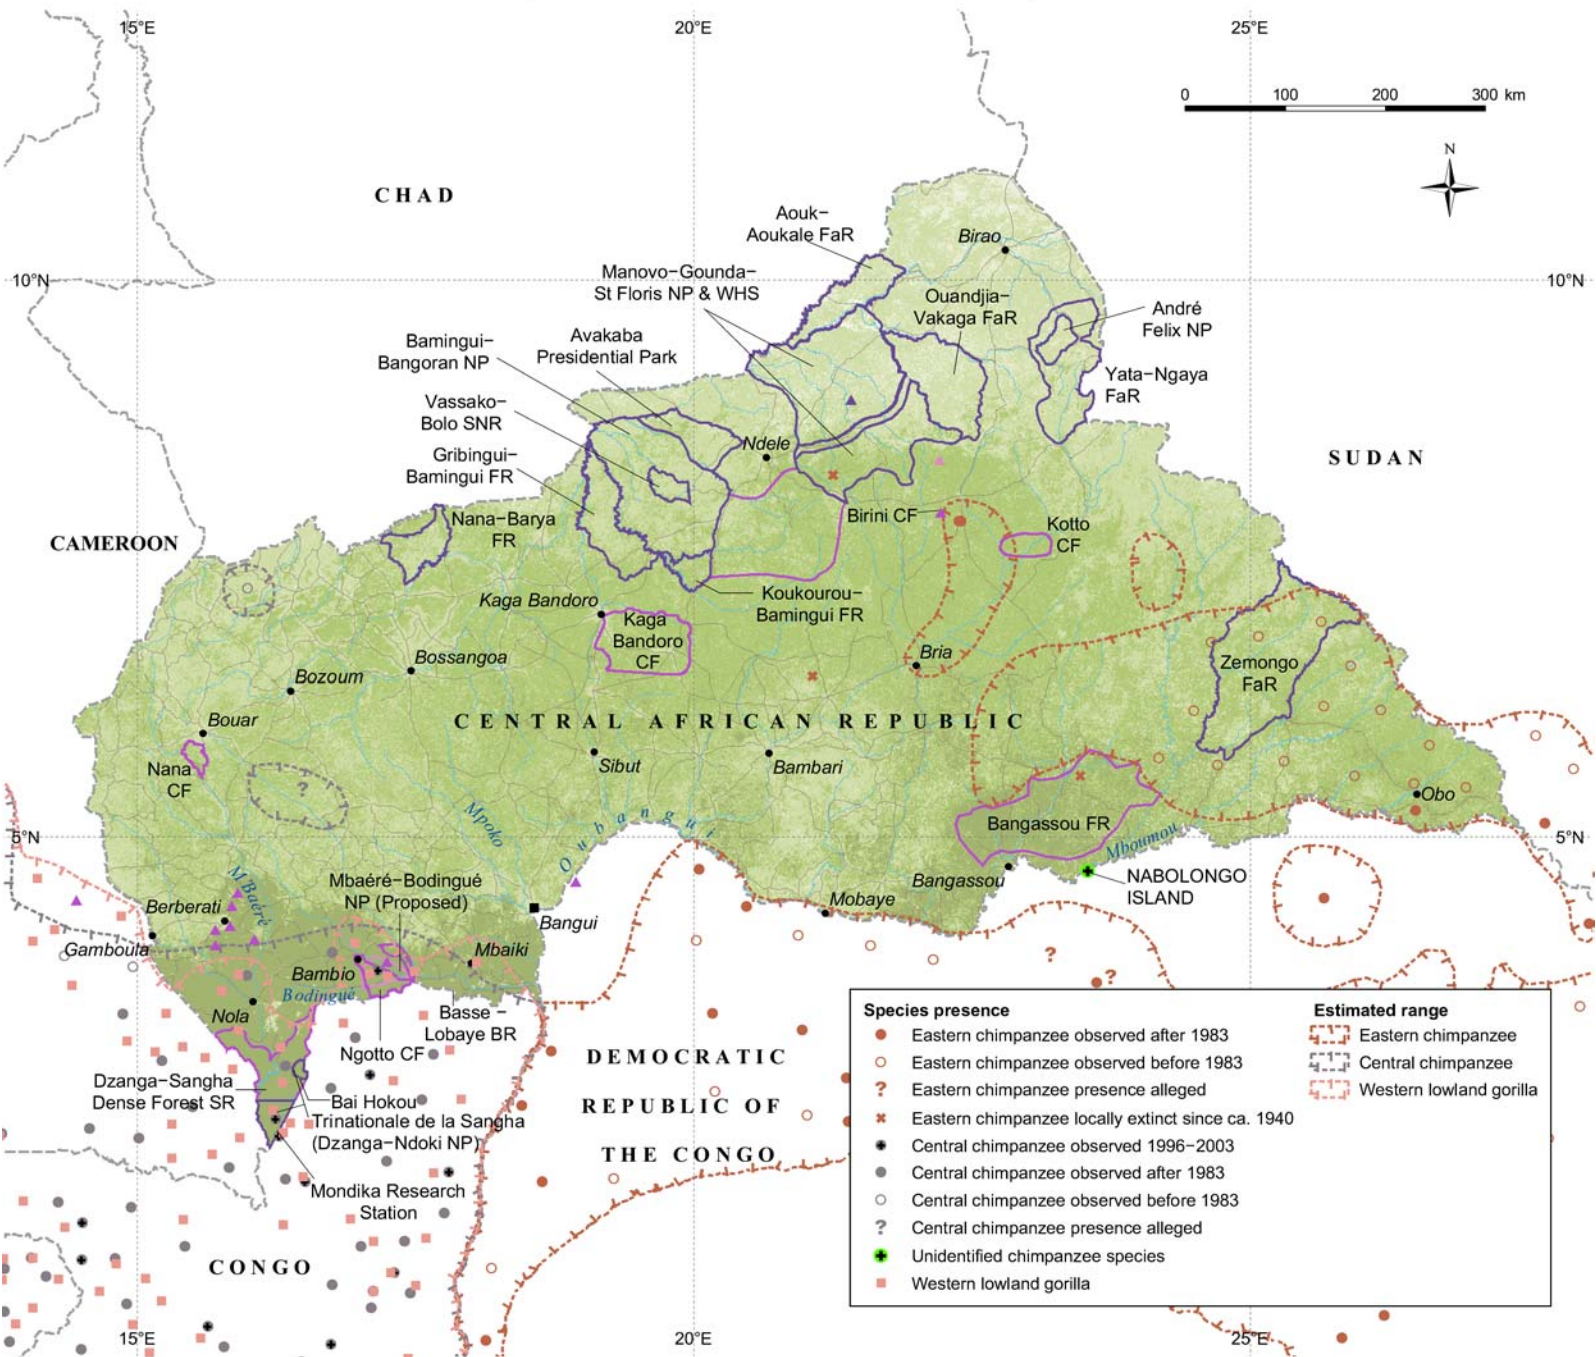 15°E
20°E
25°E
0 100 200 300 km
N
CHAD
Aouk–
Aoukale FaR
Birao
10°N
10°N
Manovo–Gounda–
St Floris NP & WHS
Ouandjia–
Vakaga FaR
André
Felix NP
Bamingui–
Bangoran NP
Avakaba
Presidential Park
Yata–Ngaya
FaR
Vassako–
Bolo SNR
Ndele
SUDAN
Gribingui–
Bamingui FR
Nana–Barya
FR
Birini CF
Kotto
CF
CAMEROON
Koukourou–
Bamingui FR
Kaga Bandoro
Kaga
Bandoro
CF
Bossangoa
Bria
Zemongo
FaR
Bozoum
Bouar
CENTRAL AFRICAN REPUBLIC
Nana
CF
?
Sibut
Bambari
Obo
Mpoko
Oubangui
Bangassou FR
5°N
5°N
Mboumou
M'Baéré
Mbaéré–Bodingué
NP (Proposed)
Bangassou
NABOLONGO
ISLAND
Berberati
Bangui
Mobaye
Gamboula
Mbaiki
Bambio
?
?
Bodingué
Nola
Basse –
Lobaye BR
Ngotto CF
DEMOCRATIC
REPUBLIC OF
THE CONGO
Dzanga–Sangha
Dense Forest SR
Bai Hokou
Trinationale de la Sangha
(Dzanga-Ndoki NP)
Mondika Research
Station
CONGO
Species presence
Eastern chimpanzee observed after 1983
Eastern chimpanzee observed before 1983
? Eastern chimpanzee presence alleged
Eastern chimpanzee locally extinct since ca. 1940
Central chimpanzee observed 1996–2003
Central chimpanzee observed after 1983
Central chimpanzee observed before 1983
? Central chimpanzee presence alleged
Unidentified chimpanzee species
Western lowland gorilla
Estimated range
Eastern chimpanzee
Central chimpanzee
Western lowland gorilla
15°E
20°E
25°E